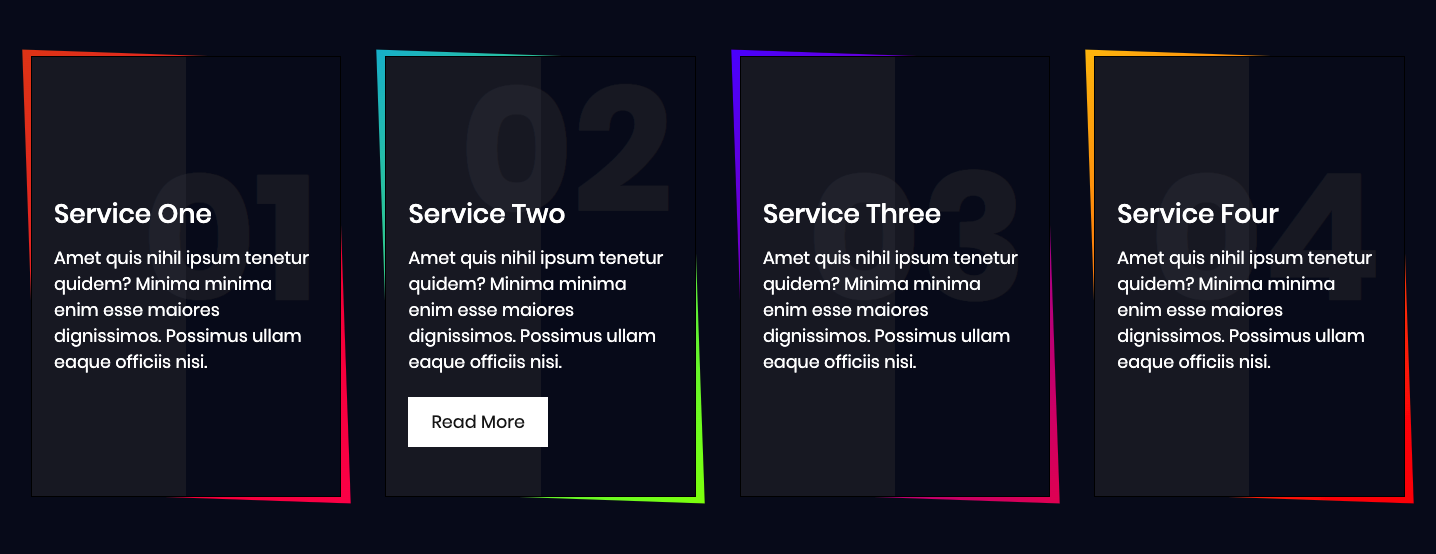 01
Service One
Amet quis nihil ipsum tenetur
quidem? Minima minima
enim esse maiores
dignissimos. Possimus ullam
eaque officiis nisi.
02
Service Two
Amet quis nihil ipsum tenetur
quidem? Minima minima
enim esse maiores
dignissimos. Possimus ullam
eaque officiis nisi.
Read More
03
Service Three
Amet quis nihil ipsum tenetur
quidem? Minima minima
enim esse maiores
dignissimos. Possimus ullam
eaque officiis nisi.
04
Service Four
Amet quis nihil ipsum tenetur
quidem? Minima minima
enim esse maiores
dignissimos. Possimus ullam
eaque officiis nisi.